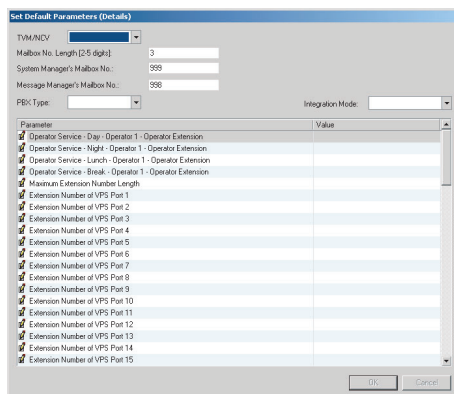 Set Default Parameters (Details)
TVM/NCV
Mailbox No. Length [2-5 digits]: 3
System Manager's Mailbox No.: 999
Message Manager's Mailbox No.: 998
PBX Type: Integration Mode:
Parameter Value
Operator Service - Day - Operator 1 - Operator Extension
Operator Service - Night - Operator 1 - Operator Extension
Operator Service - Lunch - Operator 1 - Operator Extension
Operator Service - Break - Operator 1 - Operator Extension
Maximum Extension Number Length
Extension Number of VPS Port 1
Extension Number of VPS Port 2
Extension Number of VPS Port 3
Extension Number of VPS Port 4
Extension Number of VPS Port 5
Extension Number of VPS Port 6
Extension Number of VPS Port 7
Extension Number of VPS Port 8
Extension Number of VPS Port 9
Extension Number of VPS Port 10
Extension Number of VPS Port 11
Extension Number of VPS Port 12
Extension Number of VPS Port 13
Extension Number of VPS Port 14
Extension Number of VPS Port 15
OK Cancel